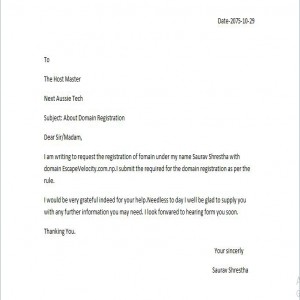 Date-2075-10-29
To
The Host Master
Next Aussie Tech
Subject: About Domain Registration
Dear Sir/Madam,
I am writing to request the registration of fomain under my name Saurav Shrestha with
domain EscapeVelocity.com.np.i submit the required for the domain registration as per
the rule.
I would be very grateful indeed for your help.Needless to day I well be glad to supply you
with any further information you may need. I look forwared to hearing form you soon.
Thanking You.
Your sincerly
Saurav Shrestha